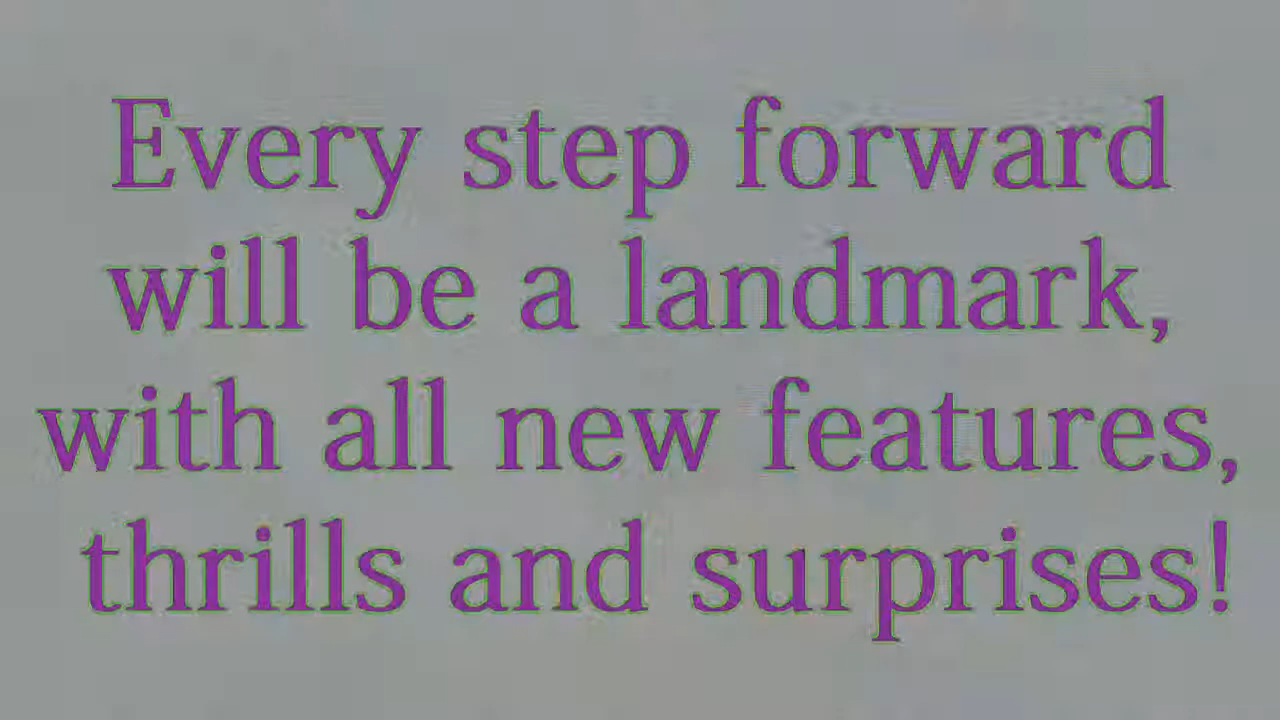 Every step forward
will be a landmark,
with all new features,
thrills and surprises!